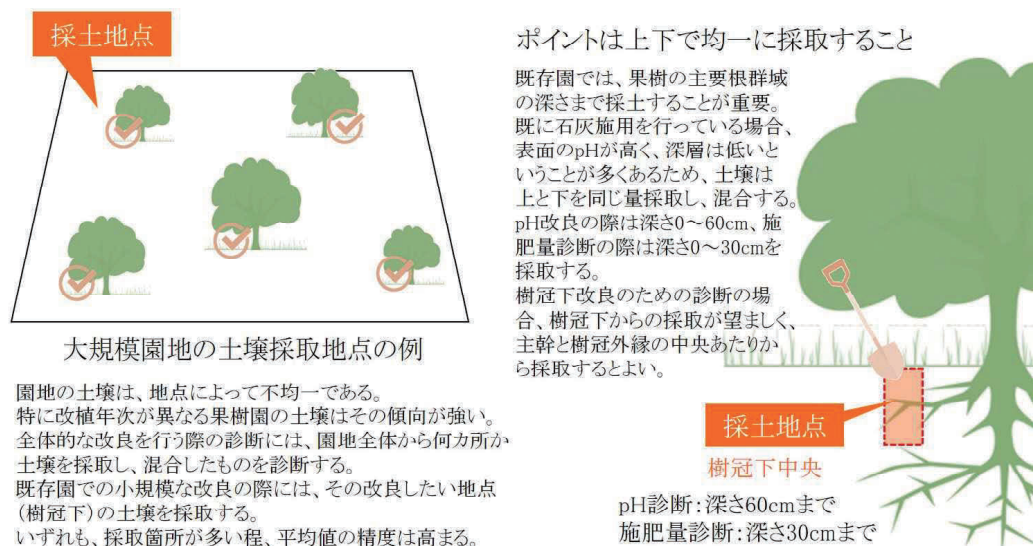 採土地点
大規模園地の土壌採取地点の例
園地の土壌は、地点によって不均一である。
特に改植年次が異なる果樹園の土壌はその傾向が強い。
全体的な改良を行う際の診断には、園地全体から何カ所か
土壌を採取し、混合したものを診断する。
既存園での小規模な改良の際には、その改良したい地点
（樹冠下）の土壌を採取する。
いずれも、採取箇所が多い程、平均値の精度は高まる。
ポイントは上下で均一に採取すること
既存園では、果樹の主要根群域
の深さまで採土することが重要。
既に石灰施用を行っている場合、
表面のpHが高く、深層は低いと
いうことが多くあるため、土壌は
上と下を同じ量採取し、混合する。
pH改良の際は深さ0～60cm、施
肥量診断の際は深さ0～30cmを
採取する。
樹冠下改良のための診断の場
合、樹冠下からの採取が望ましく、
主幹と樹冠外縁の中央あたりか
ら採取するとよい。
採土地点
樹冠下中央
pH診断：深さ60cmまで
施肥量診断：深さ30cmまで